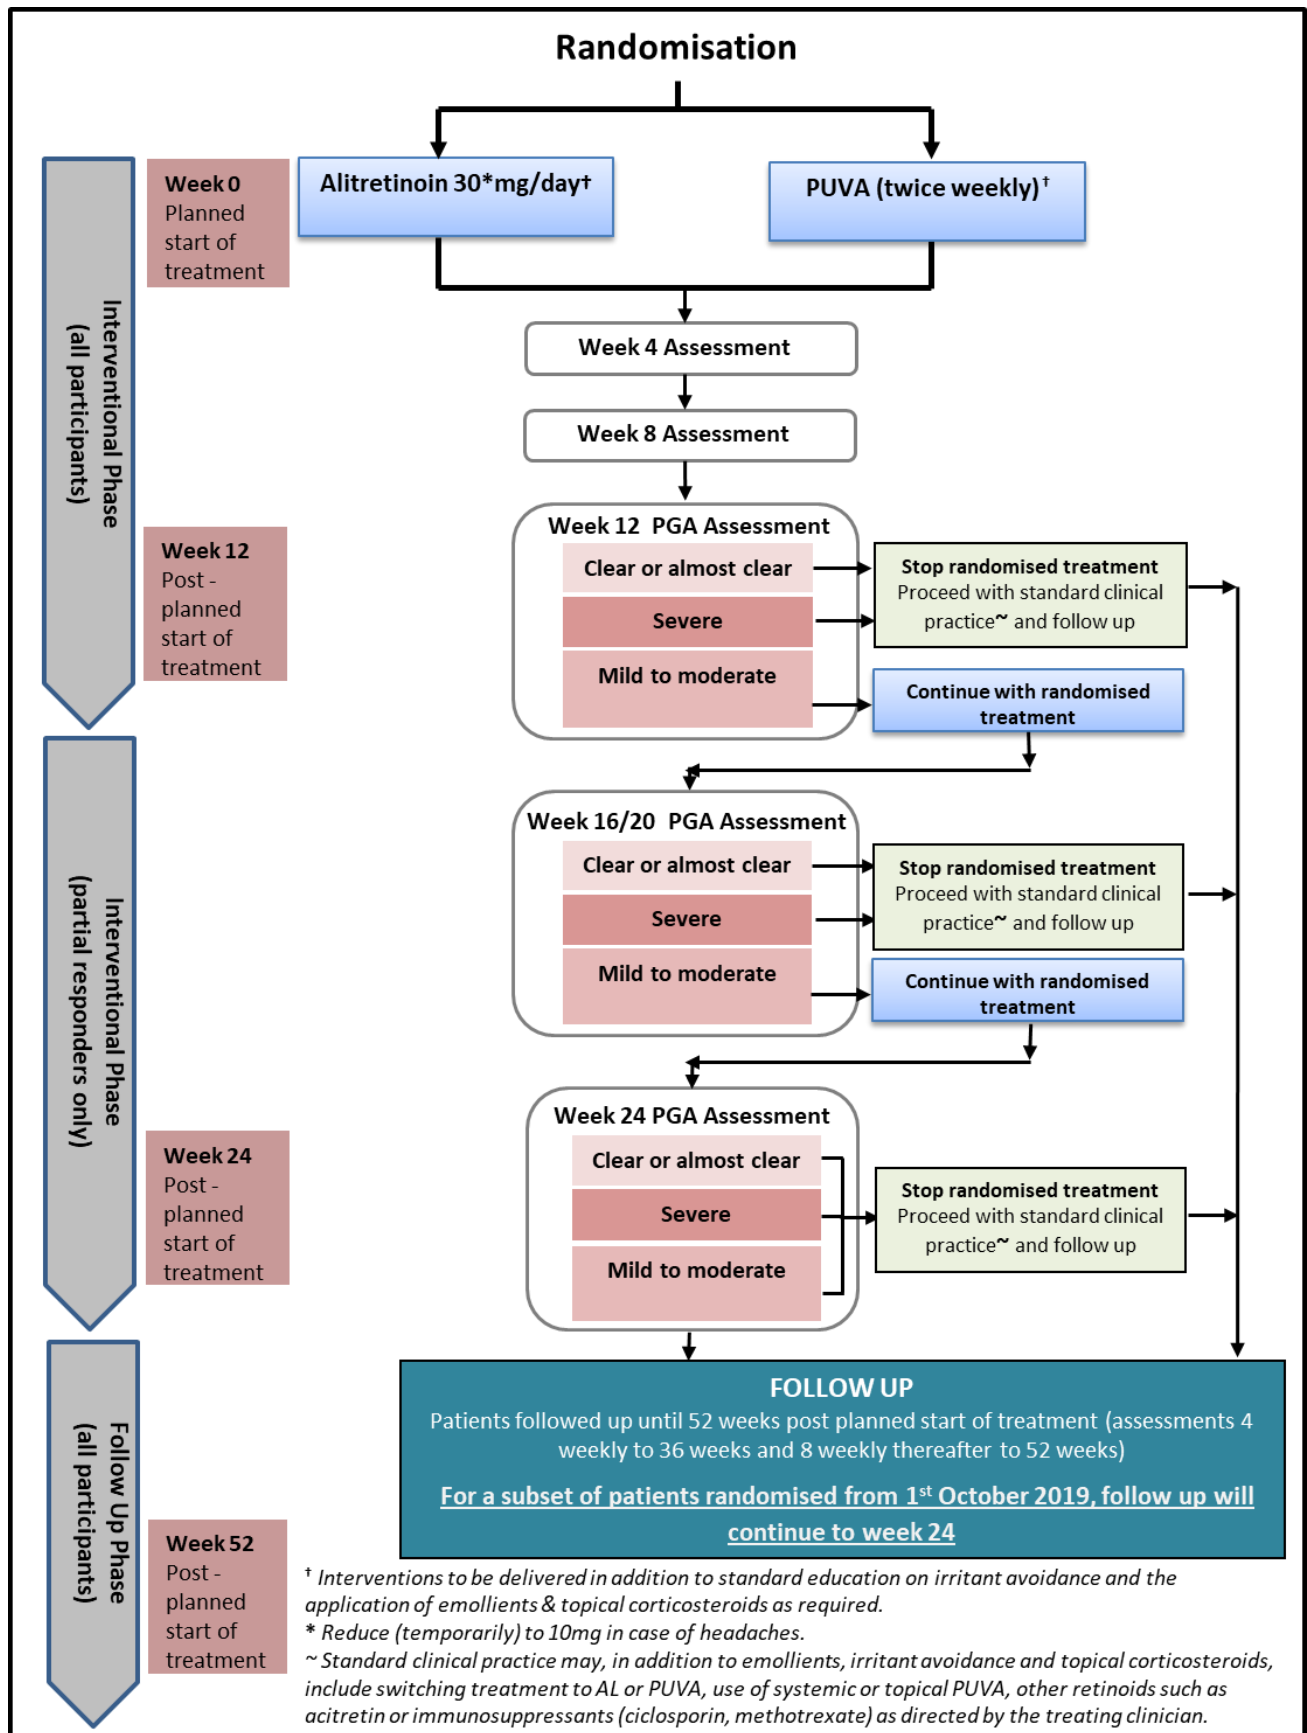 Randomisation
Week 0
Planned
start of
treatment
Alitretinoin 30*mg/day†
PUVA (twice weekly)†
Interventional Phase
(all participants)
Week 4 Assessment
Week 8 Assessment
Week 12
Post -
planned
start of
treatment
Week 12 PGA Assessment
Clear or almost clear
Severe
Mild to moderate
Stop randomised treatment
Proceed with standard clinical
practice~ and follow up
Continue with randomised
treatment
Interventional Phase
(partial responders only)
Week 16/20 PGA Assessment
Clear or almost clear
Severe
Mild to moderate
Stop randomised treatment
Proceed with standard clinical
practice~ and follow up
Continue with randomised
treatment
Week 24
Post -
planned
start of
treatment
Week 24 PGA Assessment
Clear or almost clear
Severe
Mild to moderate
Stop randomised treatment
Proceed with standard clinical
practice~ and follow up
Follow Up Phase
(all participants)
FOLLOW UP
Patients followed up until 52 weeks post planned start of treatment (assessments 4
weekly to 36 weeks and 8 weekly thereafter to 52 weeks)
For a subset of patients randomised from 1st October 2019, follow up will
continue to week 24
Week 52
Post -
planned
start of
treatment
† Interventions to be delivered in addition to standard education on irritant avoidance and the
application of emollients & topical corticosteroids as required.
* Reduce (temporarily) to 10mg in case of headaches.
~ Standard clinical practice may, in addition to emollients, irritant avoidance and topical corticosteroids,
include switching treatment to AL or PUVA, use of systemic or topical PUVA, other retinoids such as
acitretin or immunosuppressants (ciclosporin, methotrexate) as directed by the treating clinician.